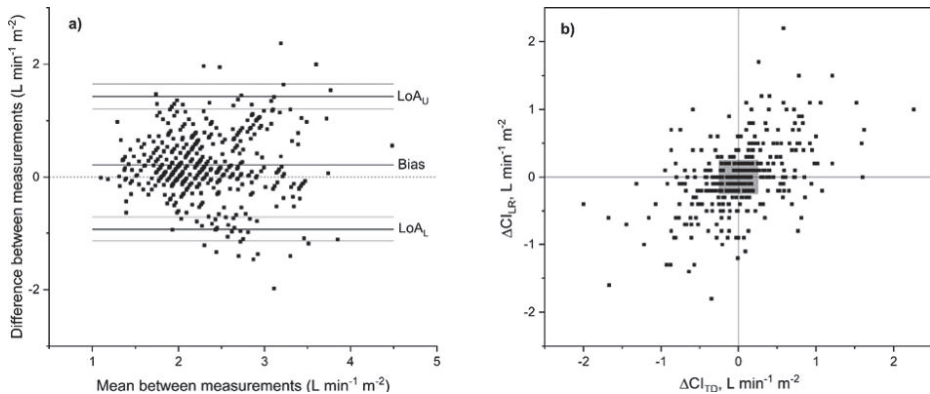 a)
Difference between measurements (L min⁻¹ m⁻²)
2
0
-2
LoA_U
Bias
LoA_L
1 2 3 4 5
Mean between measurements (L min⁻¹ m⁻²)
b)
ΔCI_LR, L min⁻¹ m⁻²
2
1
0
-1
-2
-2 -1 0 1 2
ΔCI_TD, L min⁻¹ m⁻²